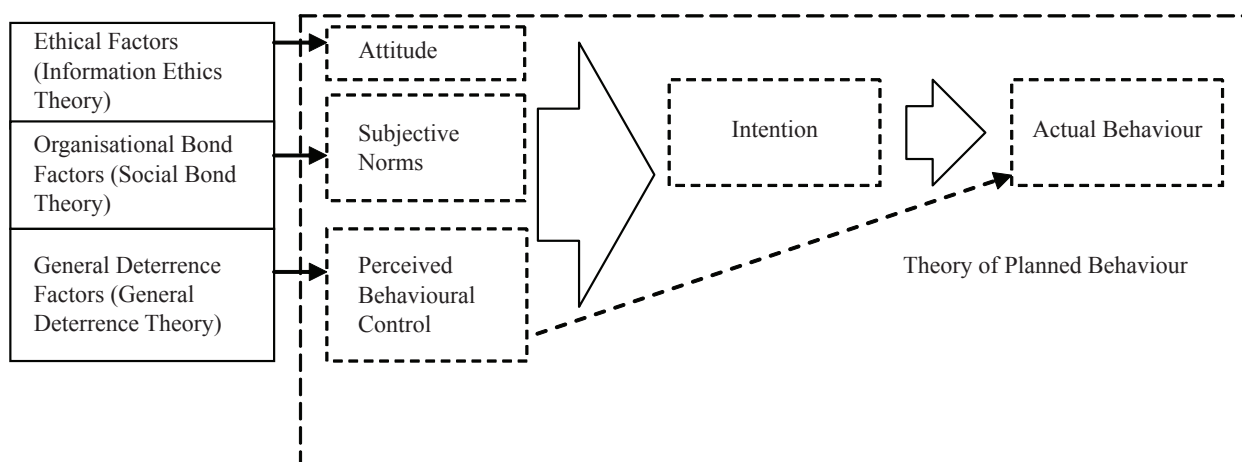 Ethical Factors
(Information Ethics
Theory)
Organisational Bond
Factors (Social Bond
Theory)
General Deterrence
Factors (General
Deterrence Theory)
Attitude
Subjective
Norms
Perceived
Behavioural
Control
Intention
Actual Behaviour
Theory of Planned Behaviour